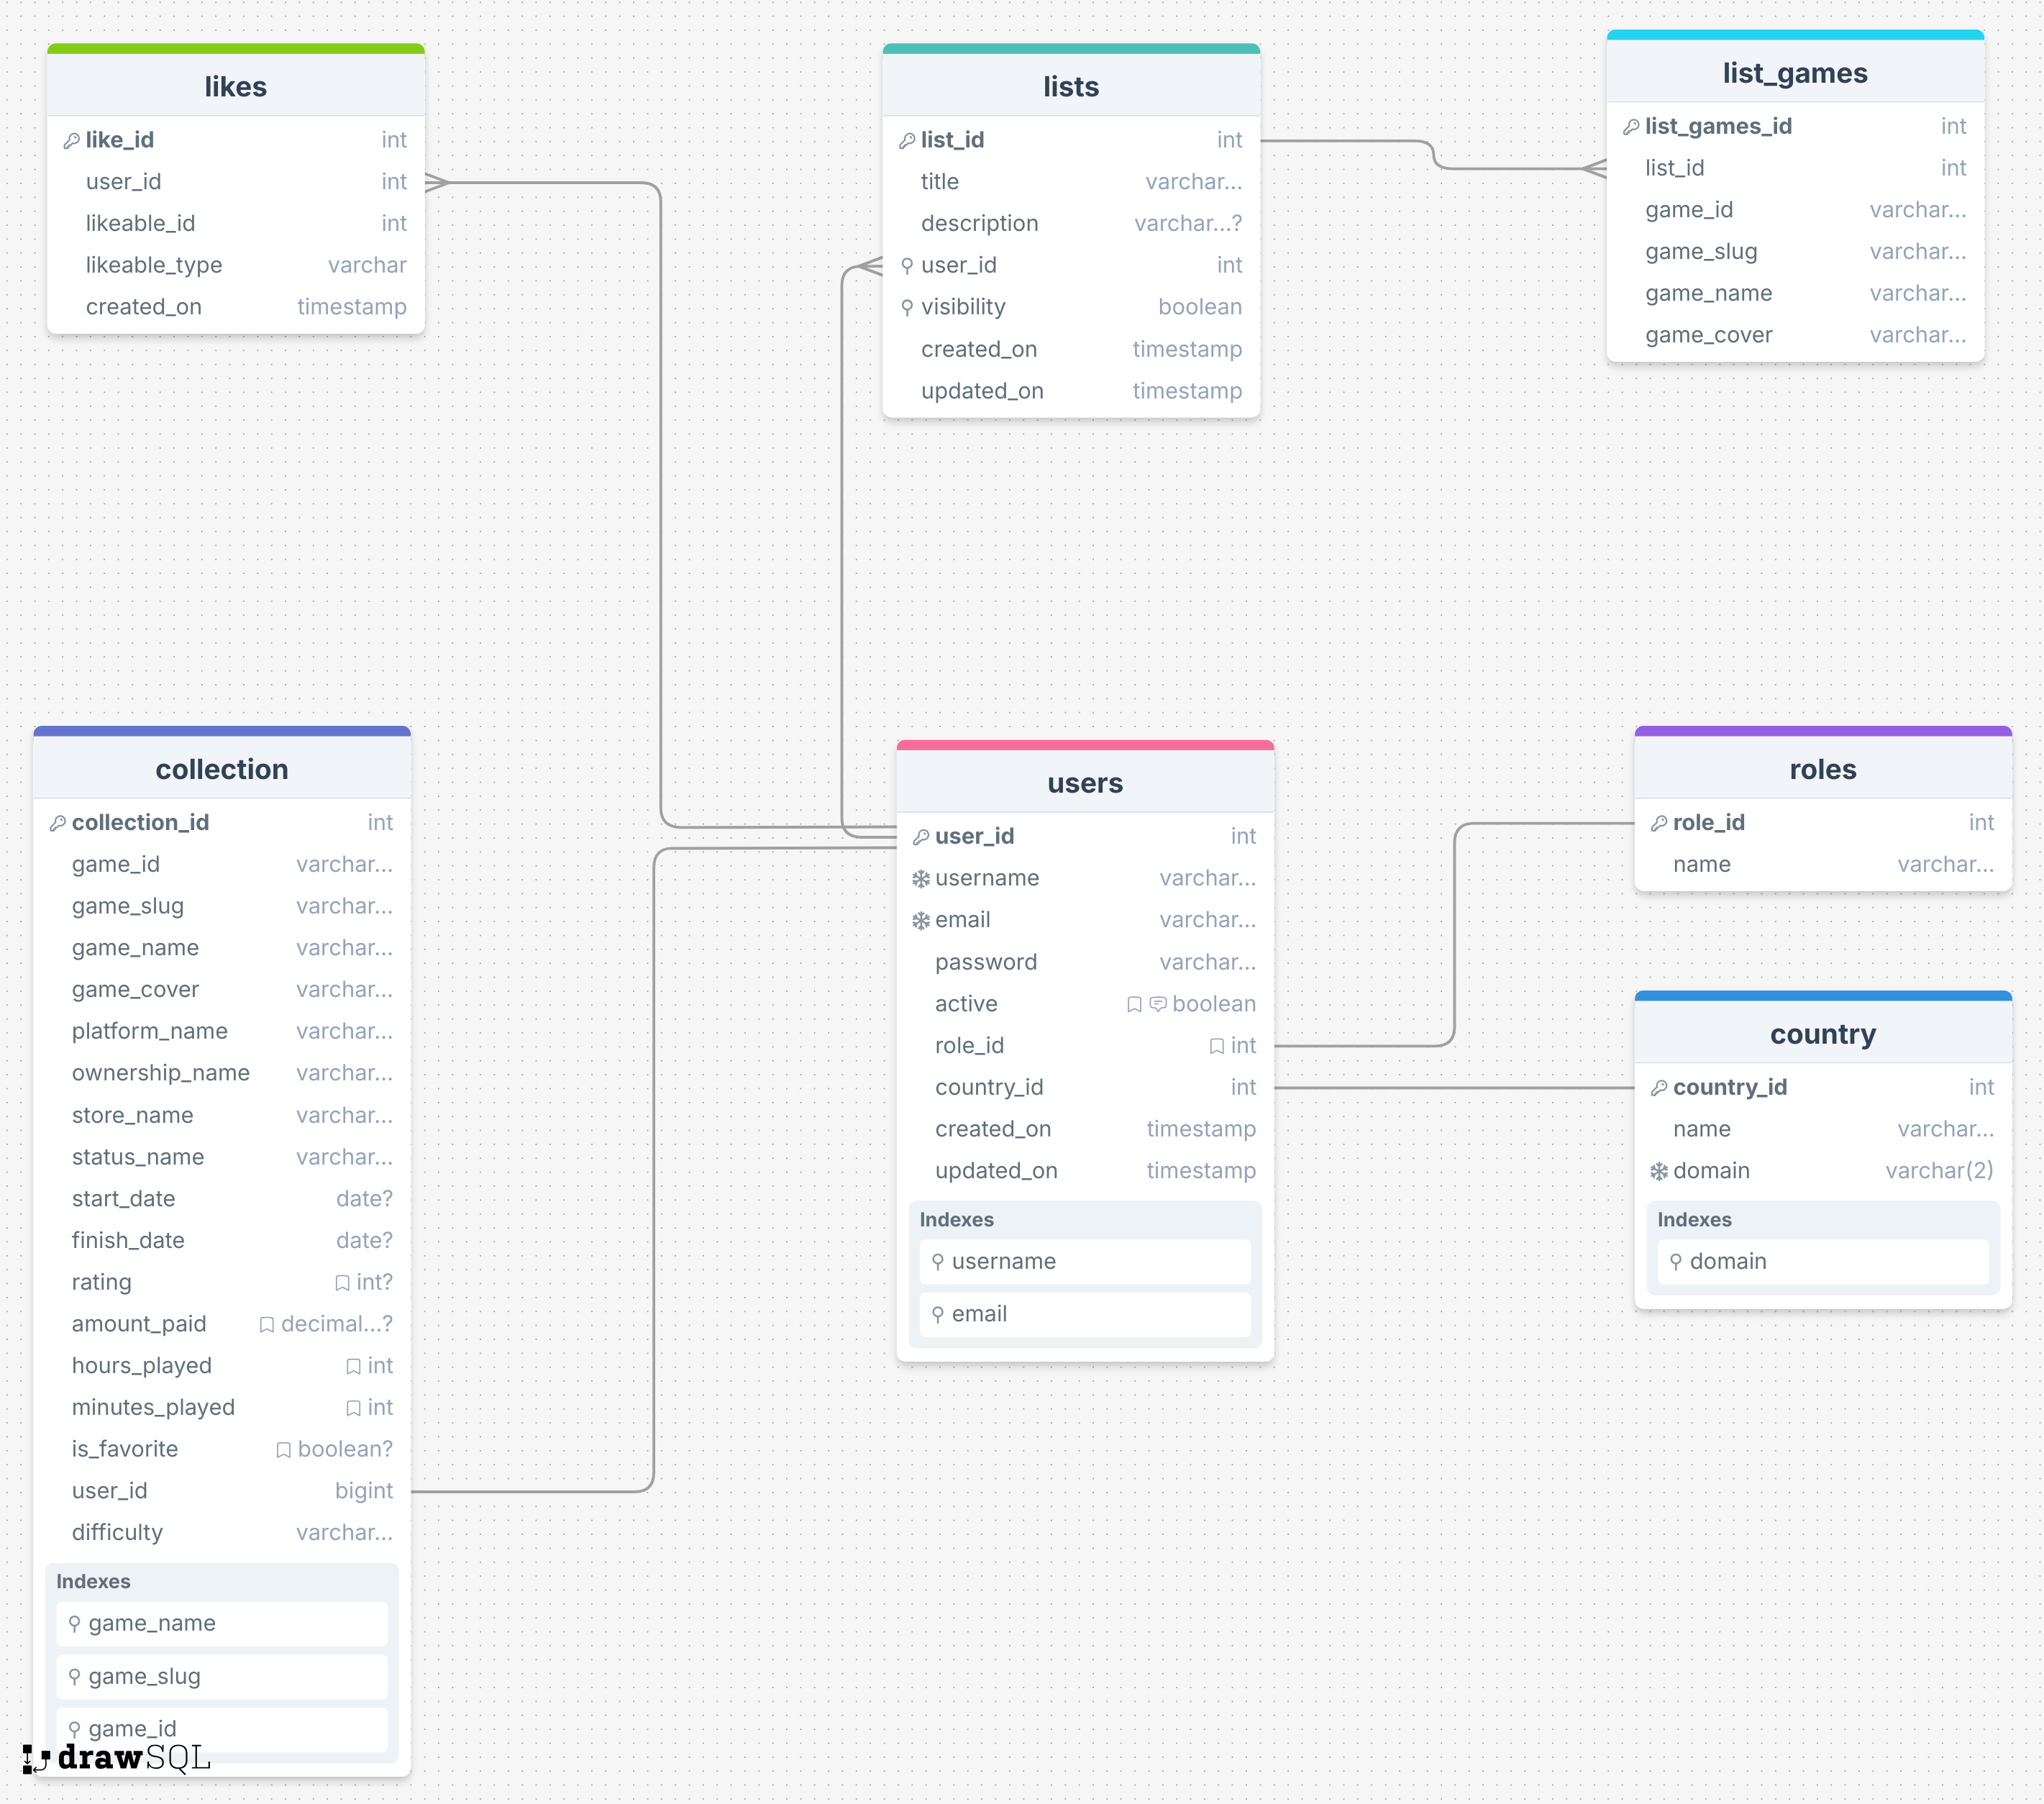 likes
like_id int
user_id int
likeable_id int
likeable_type varchar
created_on timestamp
lists
list_id int
title varchar...
description varchar...?
user_id int
visibility boolean
created_on timestamp
updated_on timestamp
list_games
list_games_id int
list_id int
game_id varchar...
game_slug varchar...
game_name varchar...
game_cover varchar...
collection
collection_id int
game_id varchar...
game_slug varchar...
game_name varchar...
game_cover varchar...
platform_name varchar...
ownership_name varchar...
store_name varchar...
status_name varchar...
start_date date?
finish_date date?
rating int?
amount_paid decimal...?
hours_played int
minutes_played int
is_favorite boolean?
user_id bigint
difficulty varchar...
Indexes
game_name
game_slug
game_id
users
user_id int
username varchar...
email varchar...
password varchar...
active boolean
role_id int
country_id int
created_on timestamp
updated_on timestamp
Indexes
username
email
roles
role_id int
name varchar...
country
country_id int
name varchar...
domain varchar(2)
Indexes
domain
drawSQL